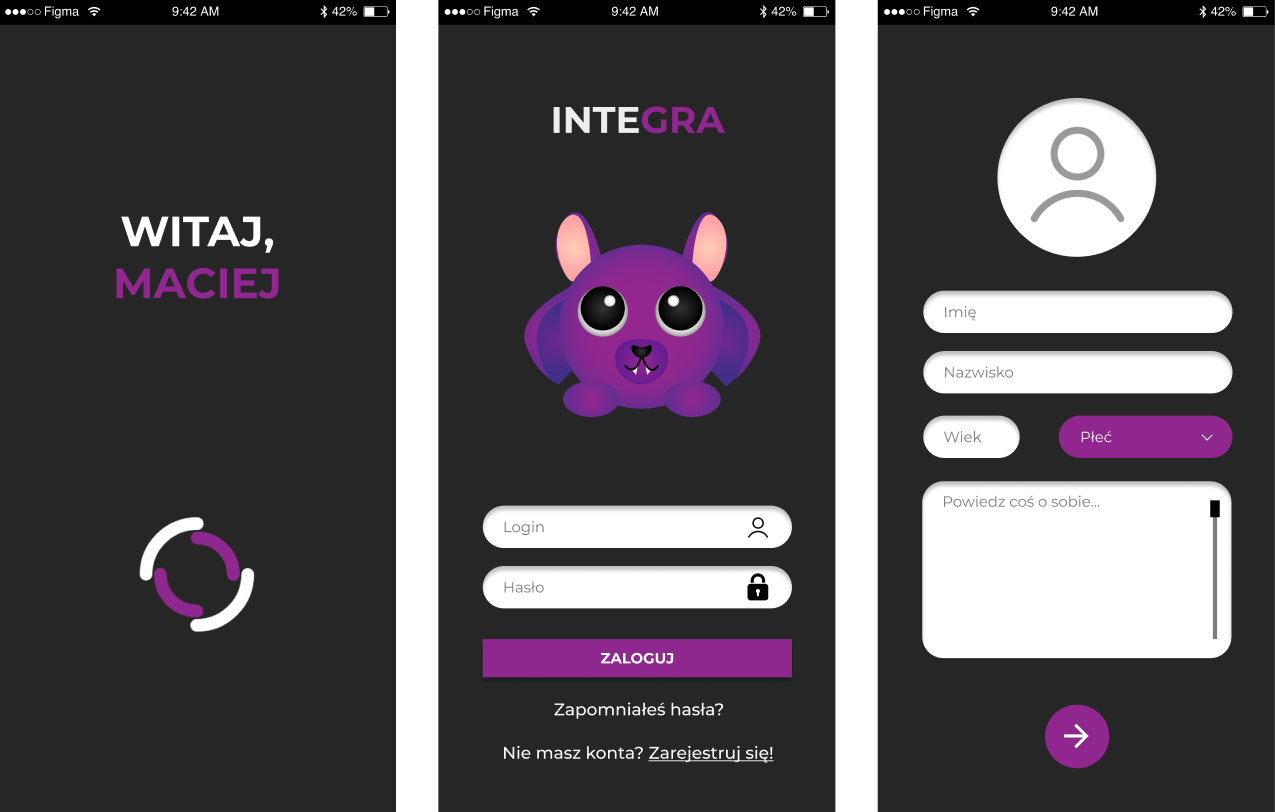 ●●●○○ Figma 9:42 AM 42%
WITAJ,
MACIEJ
●●●○○ Figma 9:42 AM 42%
INTEGRA
Login
Hasło
ZALOGUJ
Zapomniałeś hasła?
Nie masz konta? Zarejestruj się!
●●●○○ Figma 9:42 AM 42%
Imię
Nazwisko
Wiek Płeć
Powiedz coś o sobie...